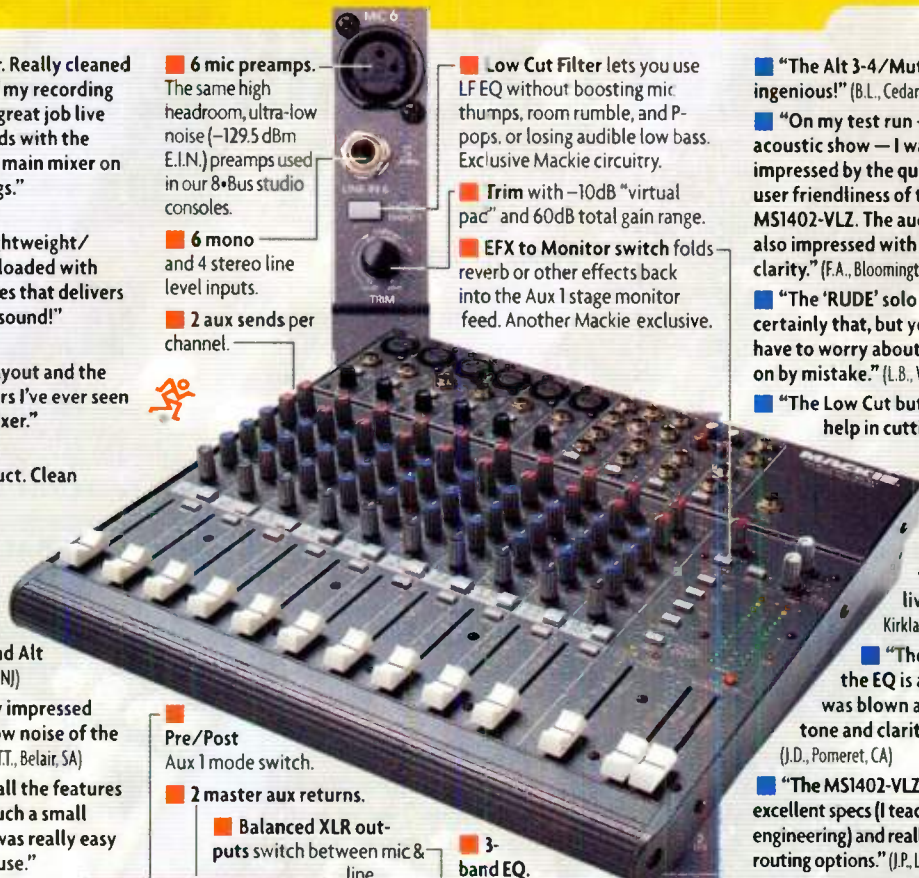 MIC 6
LINE IN 6
TRIM
. Really cleaned
my recording
great job live
ds with the
main mixer on
gs."
htweight/
loaded with
es that delivers
sound!"
yout and the
rs I've ever seen
ixer."
uct. Clean
nd Alt
NJ)
y impressed
ow noise of the
T.T., Belair, SA)
all the features
uch a small
was really easy
use."
6 mic preamps.
The same high
headroom, ultra-low
noise (–129.5 dBm
E.I.N.) preamps used
in our 8•Bus studio
consoles.
6 mono
and 4 stereo line
level inputs.
2 aux sends per
channel.
Low Cut Filter lets you use
LF EQ without boosting mic
thumps, room rumble, and P-
pops, or losing audible low bass.
Exclusive Mackie circuitry.
Trim with –10dB "virtual
pad" and 60dB total gain range.
EFX to Monitor switch folds
reverb or other effects back
into the Aux 1 stage monitor
feed. Another Mackie exclusive.
"The Alt 3-4/Mut
ingenious!" (B.L., Cedar
"On my test run -
acoustic show — I wa
impressed by the qu
user friendliness of t
MS1402-VLZ. The aud
also impressed with
clarity." (F.A., Bloomingt
"The 'RUDE' solo
certainly that, but yo
have to worry about
on by mistake." (L.B., V
"The Low Cut but
help in cutti
MACKIE
liv
Kirkla
"The
the EQ is a
was blown a
tone and clarit
(J.D., Pomeret, CA)
"The MS1402-VLZ
excellent specs (I teac
engineering) and reall
routing options." (J.P., L
Pre/Post
Aux 1 mode switch.
2 master aux returns.
Balanced XLR out-
puts switch between mic &
line
3-
band EQ.